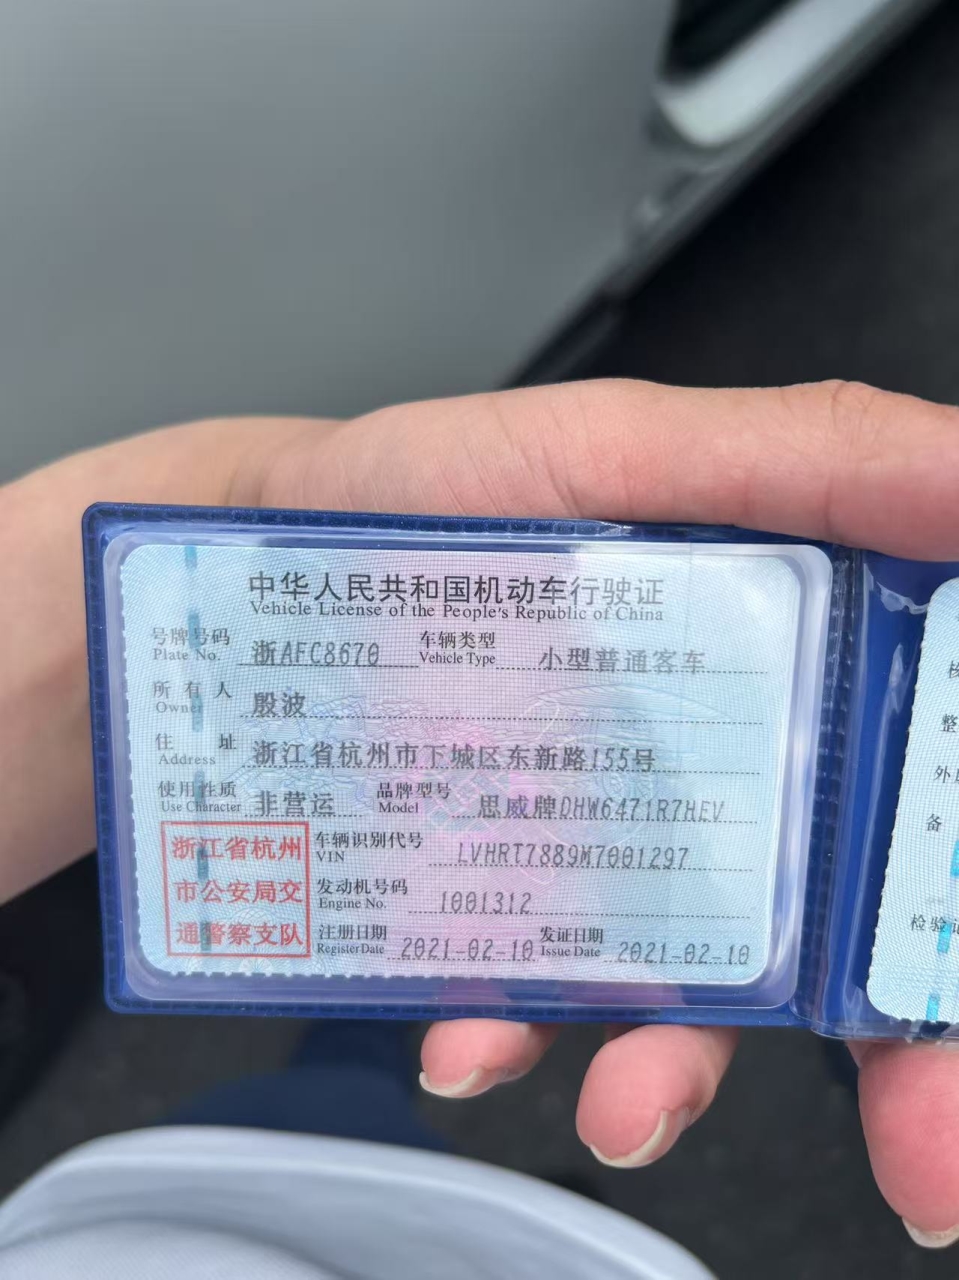 中华人民共和国机动车行驶证
Vehicle License of the People's Republic of China
号牌号码 浙AFC8670 车辆类型 小型普通客车
Plate No. Vehicle Type
所有人 殷波
Owner
住址 浙江省杭州市下城区东新路155号
Address
使用性质 非营运 品牌型号 思威牌DHW6471R7HEV
Use Character Model
浙江省杭州
市公安局交
通警察支队
车辆识别代号 LVHRT7889M7001297
VIN
发动机号码 1001312
Engine No.
注册日期 2021-02-10 发证日期 2021-02-10
Register Date Issue Date
整
外
备
检验